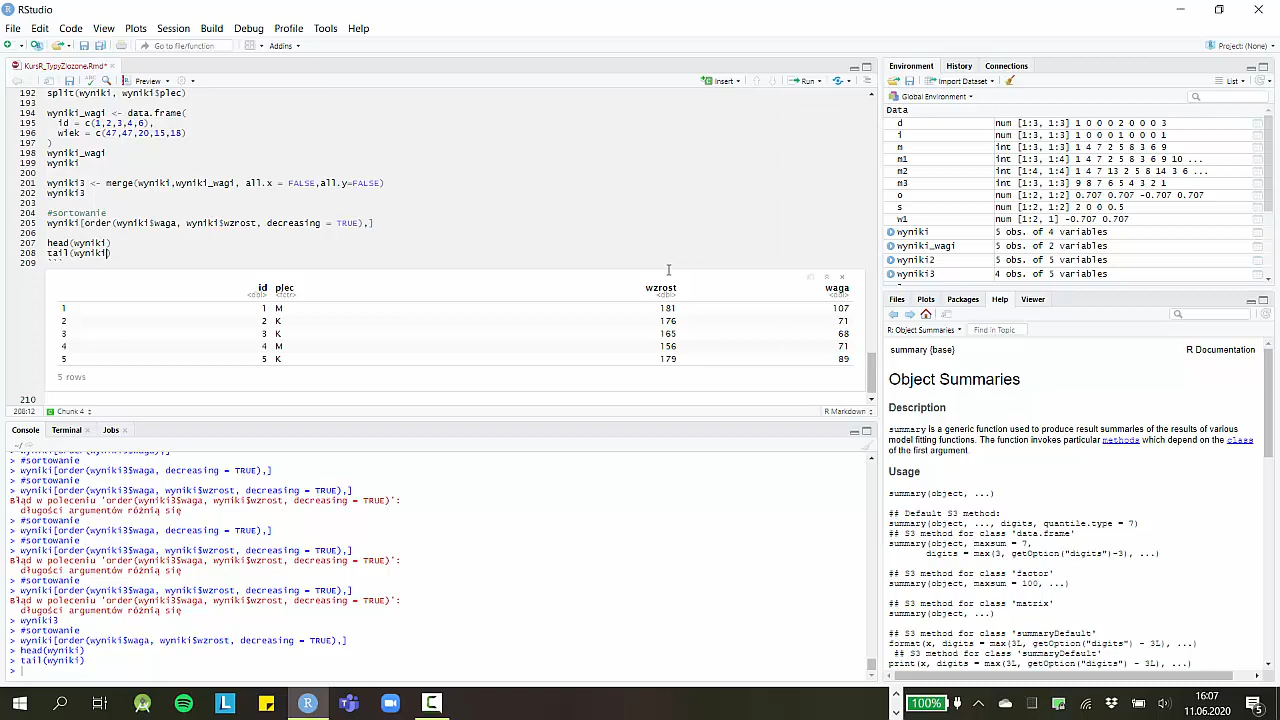 RStudio
File Edit Code View Plots Session Build Debug Profile Tools Help
Go to file/function Addins Project: (None)
KursR_TypyZlozone.Rmd*
Preview Insert Run
192 split(wyniki, wyniki$plec)
193
194 wyniki_wagi <- data.frame(
195 id = c(1,2,3,4,6),
196 wiek = c(47,47,20,15,18)
197 )
198 wyniki_wagi
199 wyniki
200
201 wyniki3 <- merge(wyniki,wyniki_wagi, all.x = FALSE,all.y=FALSE)
202 wyniki3
203
204 #sortowanie
205 wyniki[order(wyniki$waga, wyniki$wzrost, decreasing = TRUE),]
206
207 head(wyniki)
208 tail(wyniki)
209 ```
id plec wzrost waga
<dbl> <fctr> <dbl> <dbl>
1 1 M 181 107
2 2 K 176 71
3 3 K 165 68
4 4 M 156 71
5 5 K 179 89
5 rows
210
208:12 Chunk 4 R Markdown
Console Terminal Jobs
~/
> #sortowanie
> wyniki[order(wyniki3$waga, decreasing = TRUE),]
> #sortowanie
> wyniki[order(wyniki3$waga, wyniki$wzrost, decreasing = TRUE),]
Błąd w poleceniu 'order(wyniki3$waga, wyniki$wzrost, decreasing = TRUE)':
długości argumentów różnią się
> #sortowanie
> wyniki[order(wyniki3$waga, decreasing = TRUE),]
> #sortowanie
> wyniki[order(wyniki3$waga, wyniki$wzrost, decreasing = TRUE),]
Błąd w poleceniu 'order(wyniki3$waga, wyniki$wzrost, decreasing = TRUE)':
długości argumentów różnią się
> #sortowanie
> wyniki[order(wyniki3$waga, wyniki$wzrost, decreasing = TRUE),]
Błąd w poleceniu 'order(wyniki3$waga, wyniki$wzrost, decreasing = TRUE)':
długości argumentów różnią się
> wyniki3
> #sortowanie
> wyniki[order(wyniki$waga, wyniki$wzrost, decreasing = TRUE),]
> head(wyniki)
> tail(wyniki)
>
Environment History Connections
Import Dataset List
Global Environment
Data
d num [1:3, 1:3] 1 0 0 0 2 0 0 0 3
i num [1:3, 1:3] 1 0 0 0 1 0 0 0 1
m int [1:3, 1:3] 1 4 7 2 5 8 3 6 9
m1 int [1:4, 1:3] 1 4 7 2 5 8 3 6 9 10 ...
m2 int [1:4, 1:4] 1 4 7 13 2 5 8 14 3 6 ...
m3 num [1:3, 1:3] 9 8 7 6 5 4 3 2 1
o num [1:2, 1:2] 0.707 0.707 -0.707 0.707
s num [1:2, 1:2] 2 0 0 0.5
w1 num [1:2, 1] -0.707 0.707
wyniki 5 obs. of 4 variables
wyniki_wagi 5 obs. of 2 variables
wyniki2 5 obs. of 5 variables
wyniki3 4 obs. of 5 variables
Files Plots Packages Help Viewer
R: Object Summaries Find in Topic
summary {base} R Documentation
Object Summaries
Description
summary is a generic function used to produce result summaries of the results of various
model fitting functions. The function invokes particular methods which depend on the class
of the first argument.
Usage
summary(object, ...)
## Default S3 method:
summary(object, ..., digits, quantile.type = 7)
## S3 method for class 'data.frame'
summary(object, maxsum = 7,
digits = max(3, getOption("digits")-3), ...)
## S3 method for class 'factor'
summary(object, maxsum = 100, ...)
## S3 method for class 'matrix'
summary(object, ...)
## S3 method for class 'summaryDefault'
format(x, digits = max(3L, getOption("digits") - 3L), ...)
## S3 method for class 'summaryDefault'
print(x, digits = max(3L, getOption("digits") - 3L), ...)
100%
16:07
11.06.2020
5